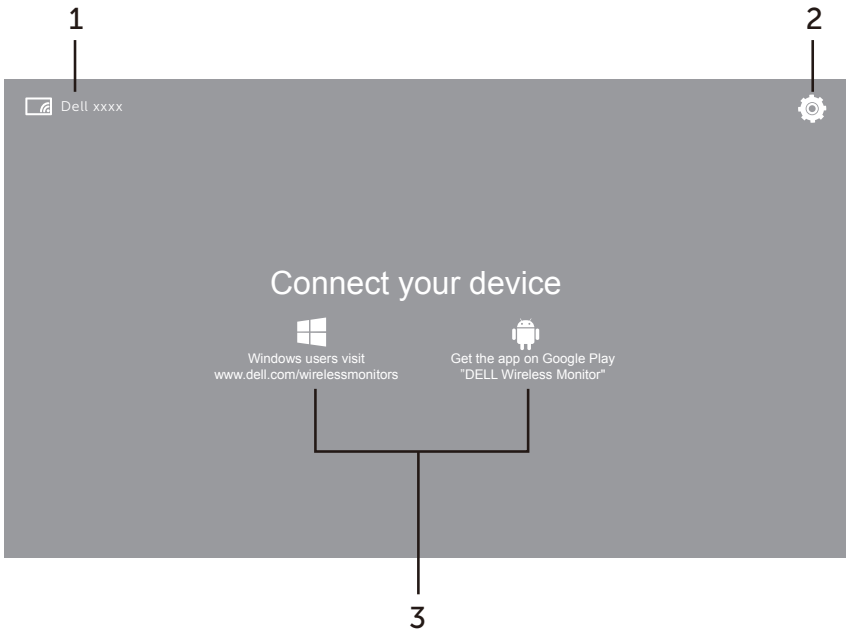 1
2
Dell xxxx
Connect your device
Windows users visit
www.dell.com/wirelessmonitors
Get the app on Google Play
"DELL Wireless Monitor"
3